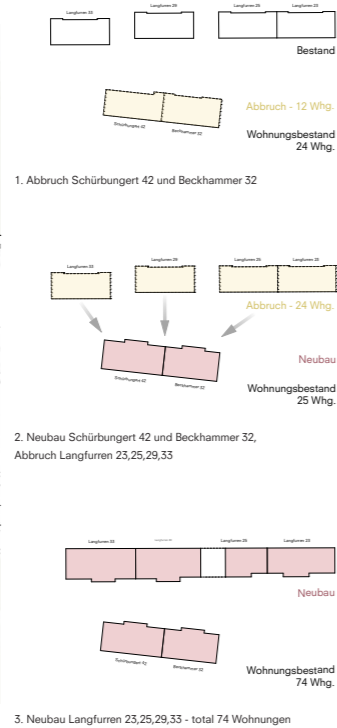 Langfurren 33
Langfurren 29
Langfurren 25
Langfurren 23
Bestand
Abbruch - 12 Whg.
Schürbungert 42
Beckhammer 32
Wohnungsbestand
24 Whg.
1. Abbruch Schürbungert 42 und Beckhammer 32
Langfurren 33
Langfurren 29
Langfurren 25
Langfurren 25
Abbruch - 24 Whg.
Neubau
Schürbungert 42
Beckhammer 32
Wohnungsbestand
25 Whg.
2. Neubau Schürbungert 42 und Beckhammer 32,
Abbruch Langfurren 23,25,29,33
Langfurren 33
Langfurren 25
Langfurren 23
Neubau
Schürbungert 42
Beckhammer 32
Wohnungsbestand
74 Whg.
3. Neubau Langfurren 23,25,29,33 - total 74 Wohnungen